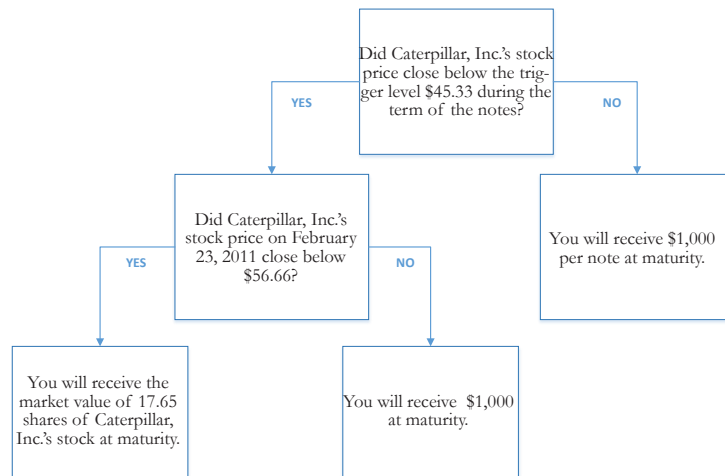 Did Caterpillar, Inc.'s stock
price close below the trig-
ger level $45.33 during the
term of the notes?
YES
NO
Did Caterpillar, Inc.'s
stock price on February
23, 2011 close below
$56.66?
You will receive $1,000
per note at maturity.
YES
NO
You will receive the
market value of 17.65
shares of Caterpillar,
Inc.'s stock at maturity.
You will receive $1,000
at maturity.